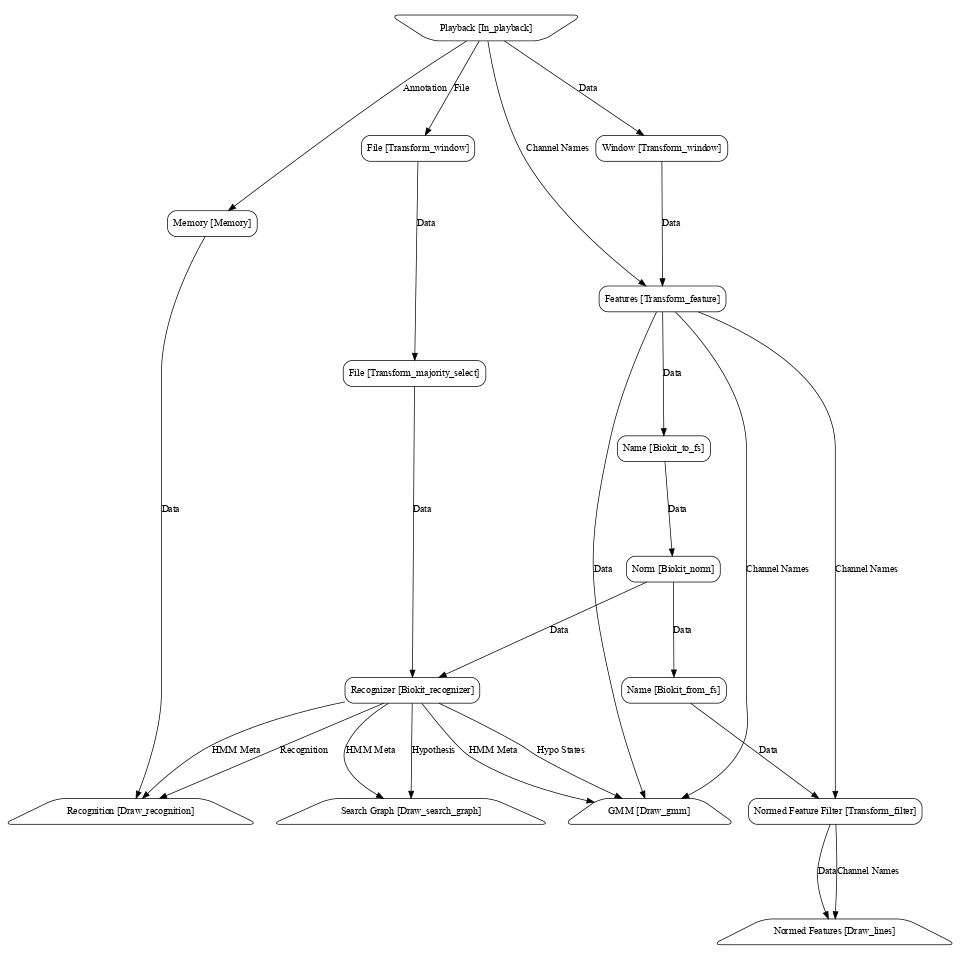 Playback [In_playback]
Annotation
File
Data
File [Transform_window]
Channel Names
Window [Transform_window]
Memory [Memory]
Data
Data
Features [Transform_feature]
File [Transform_majority_select]
Data
Name [Biokit_to_fs]
Data
Data
Data
Data
Norm [Biokit_norm]
Channel Names
Channel Names
Data
Data
Recognizer [Biokit_recognizer]
Name [Biokit_from_fs]
HMM Meta
Recognition
HMM Meta
Hypothesis
HMM Meta
Hypo States
Data
Recognition [Draw_recognition]
Search Graph [Draw_search_graph]
GMM [Draw_gmm]
Normed Feature Filter [Transform_filter]
Data
Channel Names
Normed Features [Draw_lines]